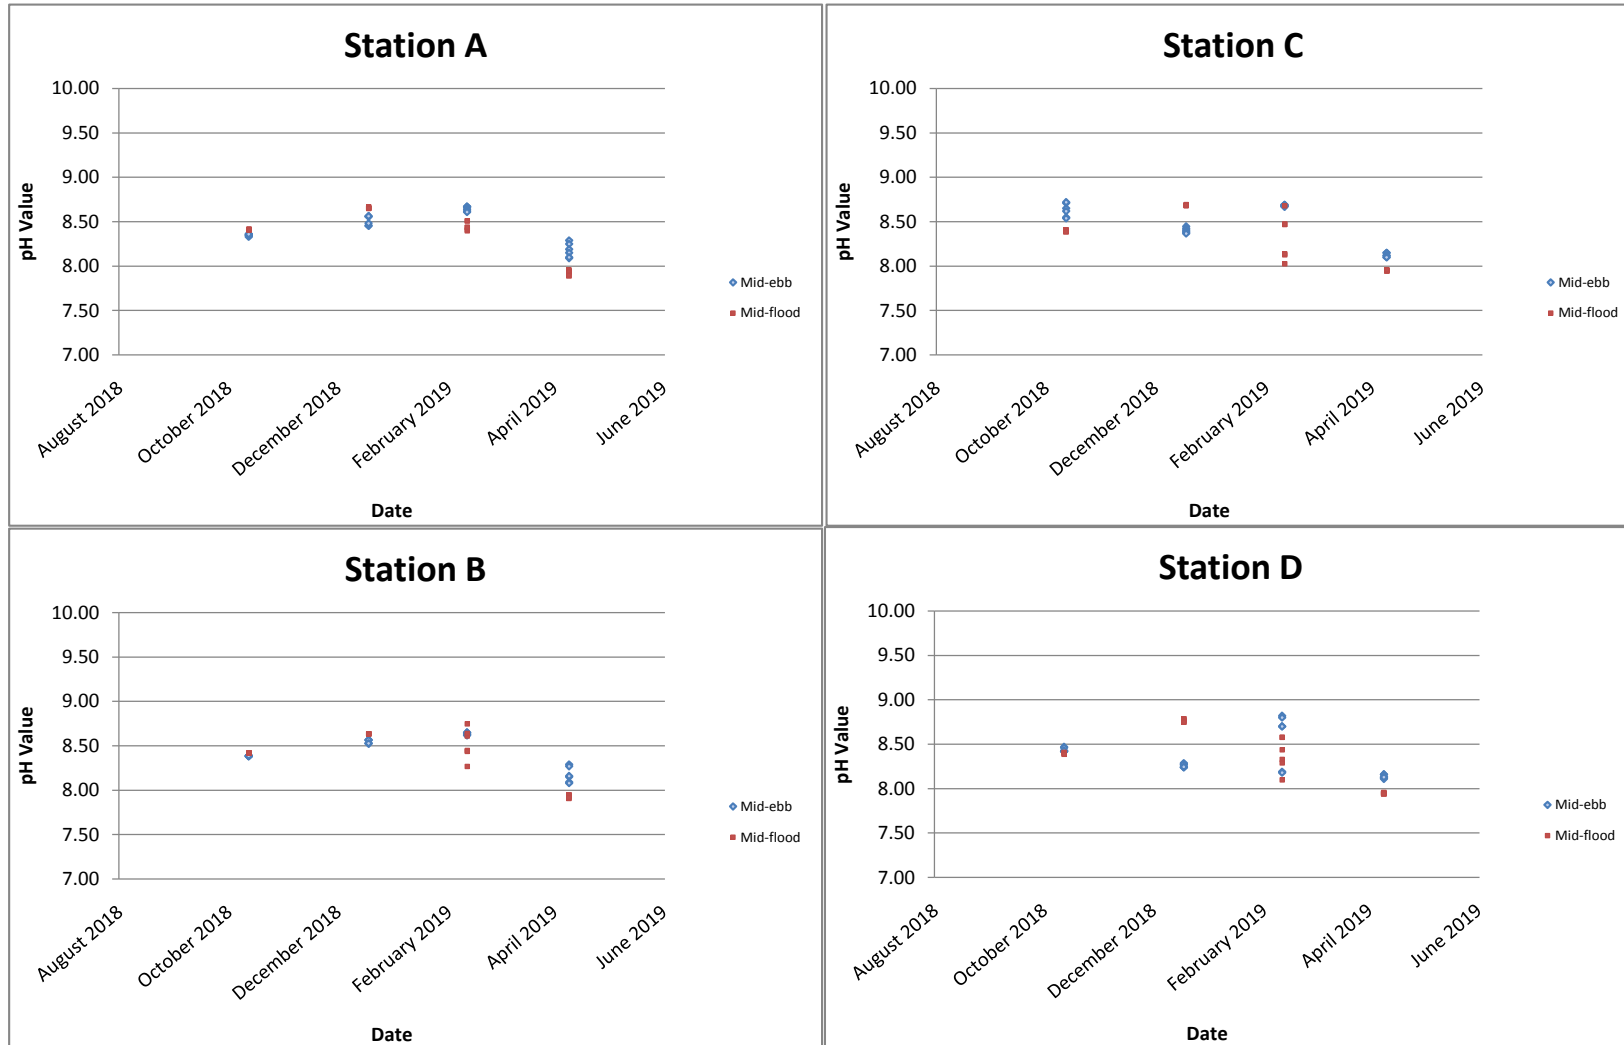 Station A
10.00
9.50
9.00
8.50
8.00
7.50
7.00
pH Value
August 2018
October 2018
December 2018
February 2019
April 2019
June 2019
Date
Mid-ebb
Mid-flood
Station C
10.00
9.50
9.00
8.50
8.00
7.50
7.00
pH Value
August 2018
October 2018
December 2018
February 2019
April 2019
June 2019
Date
Mid-ebb
Mid-flood
Station B
10.00
9.50
9.00
8.50
8.00
7.50
7.00
pH Value
August 2018
October 2018
December 2018
February 2019
April 2019
June 2019
Date
Mid-ebb
Mid-flood
Station D
10.00
9.50
9.00
8.50
8.00
7.50
7.00
pH Value
August 2018
October 2018
December 2018
February 2019
April 2019
June 2019
Date
Mid-ebb
Mid-flood